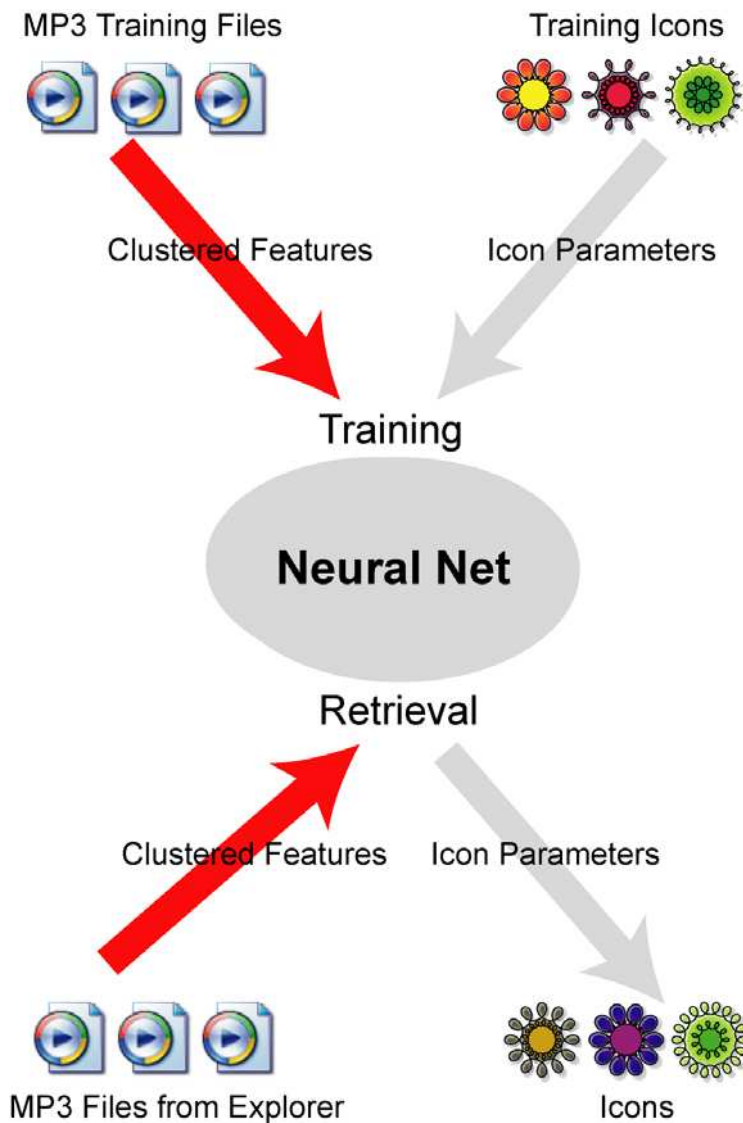 MP3 Training Files
Training Icons
Clustered Features
Icon Parameters
Training
Neural Net
Retrieval
Clustered Features
Icon Parameters
MP3 Files from Explorer
Icons